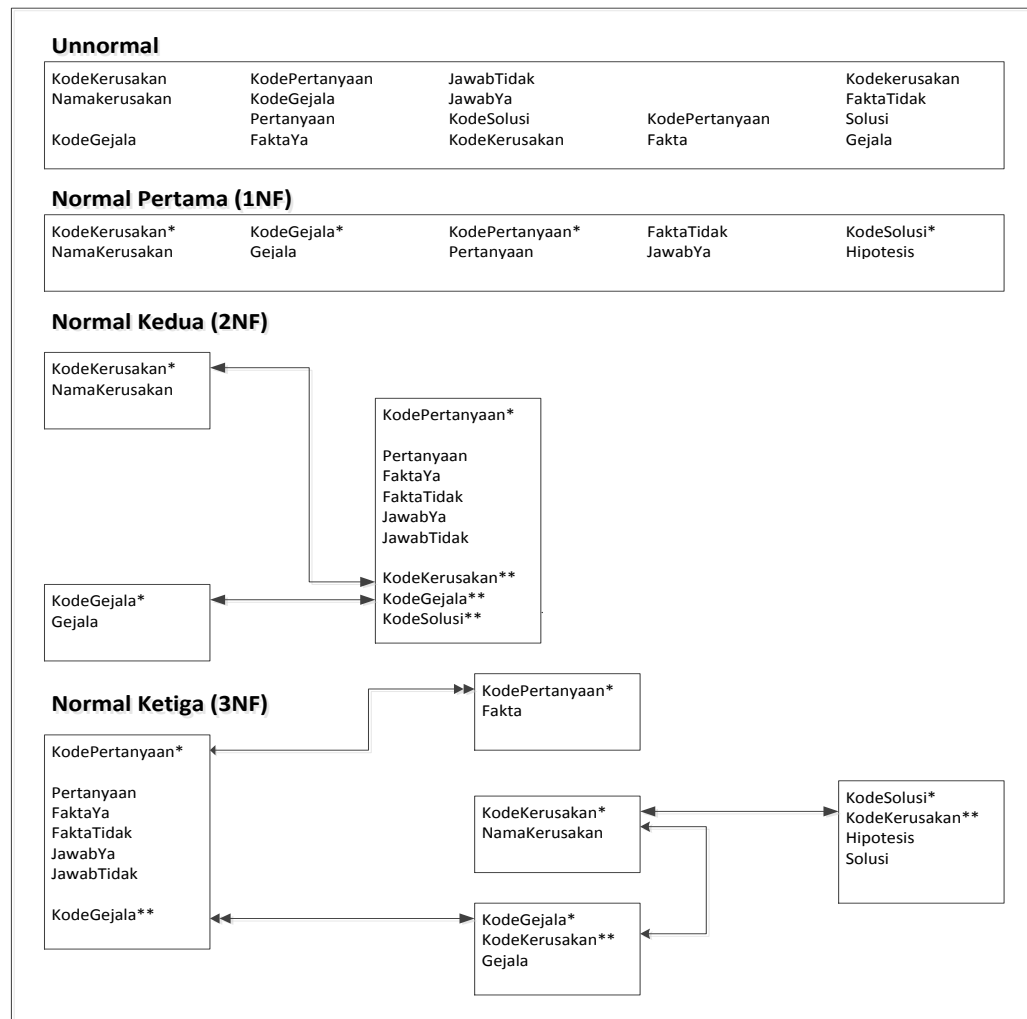 Unnormal
KodeKerusakan KodePertanyaan JawabTidak Kodekerusakan
Namakerusakan KodeGejala JawabYa FaktaTidak
Pertanyaan KodeSolusi KodePertanyaan Solusi
KodeGejala FaktaYa KodeKerusakan Fakta Gejala
Normal Pertama (1NF)
KodeKerusakan* KodeGejala* KodePertanyaan* FaktaTidak KodeSolusi*
NamaKerusakan Gejala Pertanyaan JawabYa Hipotesis
Normal Kedua (2NF)
KodeKerusakan*
NamaKerusakan
KodePertanyaan*
Pertanyaan
FaktaYa
FaktaTidak
JawabYa
JawabTidak
KodeKerusakan**
KodeGejala**
KodeSolusi**
KodeGejala*
Gejala
Normal Ketiga (3NF)
KodePertanyaan*
Pertanyaan
FaktaYa
FaktaTidak
JawabYa
JawabTidak
KodeGejala**
KodePertanyaan*
Fakta
KodeKerusakan*
NamaKerusakan
KodeGejala*
KodeKerusakan**
Gejala
KodeSolusi*
KodeKerusakan**
Hipotesis
Solusi